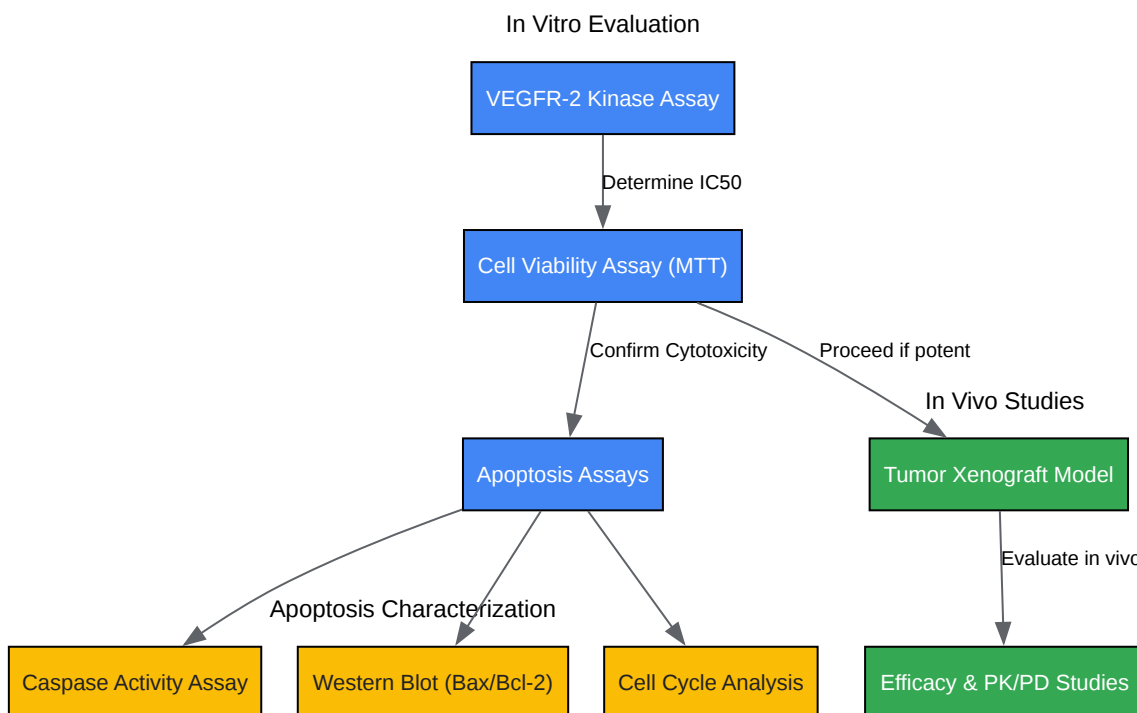 In Vitro Evaluation
VEGFR-2 Kinase Assay
Determine IC50
Cell Viability Assay (MTT)
Confirm Cytotoxicity
Proceed if potent
In Vivo Studies
Apoptosis Assays
Tumor Xenograft Model
Evaluate in vivo
Apoptosis Characterization
Caspase Activity Assay
Western Blot (Bax/Bcl-2)
Cell Cycle Analysis
Efficacy & PK/PD Studies